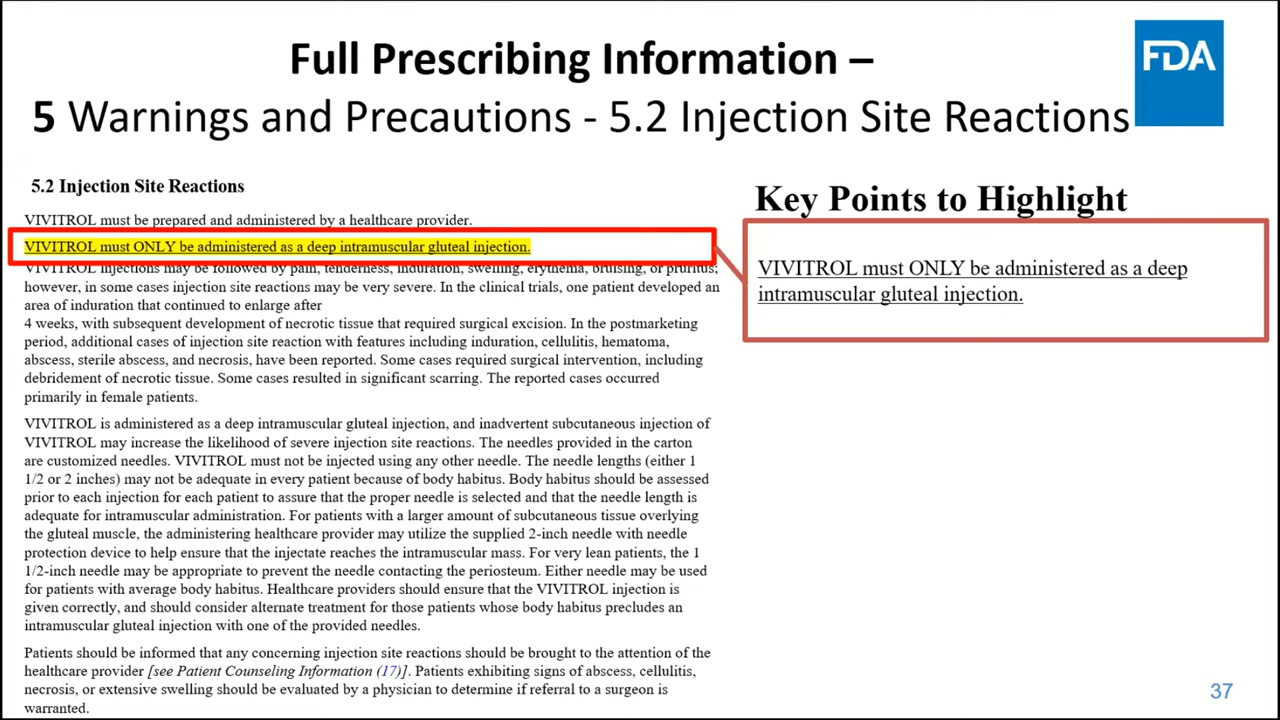 Full Prescribing Information –
5 Warnings and Precautions - 5.2 Injection Site Reactions
FDA
5.2 Injection Site Reactions
VIVITROL must be prepared and administered by a healthcare provider.
VIVITROL must ONLY be administered as a deep intramuscular gluteal injection.
VIVITROL injections may be followed by pain, tenderness, induration, swelling, erythema, bruising, or pruritus;
however, in some cases injection site reactions may be very severe. In the clinical trials, one patient developed an
area of induration that continued to enlarge after
4 weeks, with subsequent development of necrotic tissue that required surgical excision. In the postmarketing
period, additional cases of injection site reaction with features including induration, cellulitis, hematoma,
abscess, sterile abscess, and necrosis, have been reported. Some cases required surgical intervention, including
debridement of necrotic tissue. Some cases resulted in significant scarring. The reported cases occurred
primarily in female patients.
VIVITROL is administered as a deep intramuscular gluteal injection, and inadvertent subcutaneous injection of
VIVITROL may increase the likelihood of severe injection site reactions. The needles provided in the carton
are customized needles. VIVITROL must not be injected using any other needle. The needle lengths (either 1
1/2 or 2 inches) may not be adequate in every patient because of body habitus. Body habitus should be assessed
prior to each injection for each patient to assure that the proper needle is selected and that the needle length is
adequate for intramuscular administration. For patients with a larger amount of subcutaneous tissue overlying
the gluteal muscle, the administering healthcare provider may utilize the supplied 2-inch needle with needle
protection device to help ensure that the injectate reaches the intramuscular mass. For very lean patients, the 1
1/2-inch needle may be appropriate to prevent the needle contacting the periosteum. Either needle may be used
for patients with average body habitus. Healthcare providers should ensure that the VIVITROL injection is
given correctly, and should consider alternate treatment for those patients whose body habitus precludes an
intramuscular gluteal injection with one of the provided needles.
Patients should be informed that any concerning injection site reactions should be brought to the attention of the
healthcare provider [see Patient Counseling Information (17)]. Patients exhibiting signs of abscess, cellulitis,
necrosis, or extensive swelling should be evaluated by a physician to determine if referral to a surgeon is
warranted.
Key Points to Highlight
VIVITROL must ONLY be administered as a deep
intramuscular gluteal injection.
37